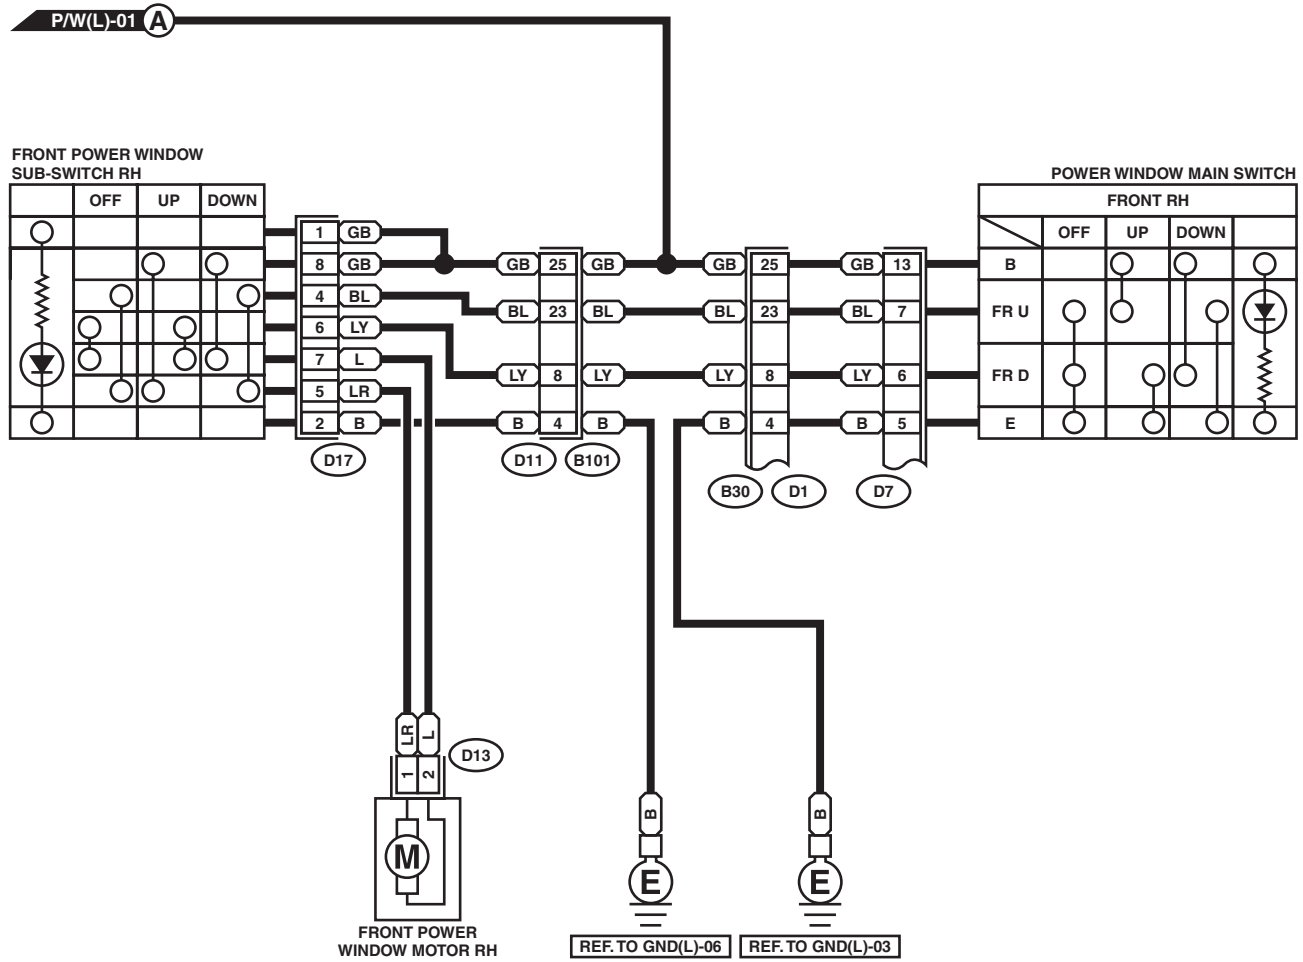 P/W(L)-01 A
FRONT POWER WINDOW
SUB-SWITCH RH
OFF UP DOWN
POWER WINDOW MAIN SWITCH
FRONT RH
OFF UP DOWN
1 GB
8 GB GB 25 GB GB 25 GB 13 B
4 BL BL 23 BL BL 23 BL 7 FR U
6 LY
7 L LY 8 LY LY 8 LY 6 FR D
5 LR
2 B B 4 B B 4 B 5 E
D17 D11 B101
B30 D1 D7
LR L
D13
1 2
B B
M
E E
FRONT POWER
WINDOW MOTOR RH
REF. TO GND(L)-06 REF. TO GND(L)-03